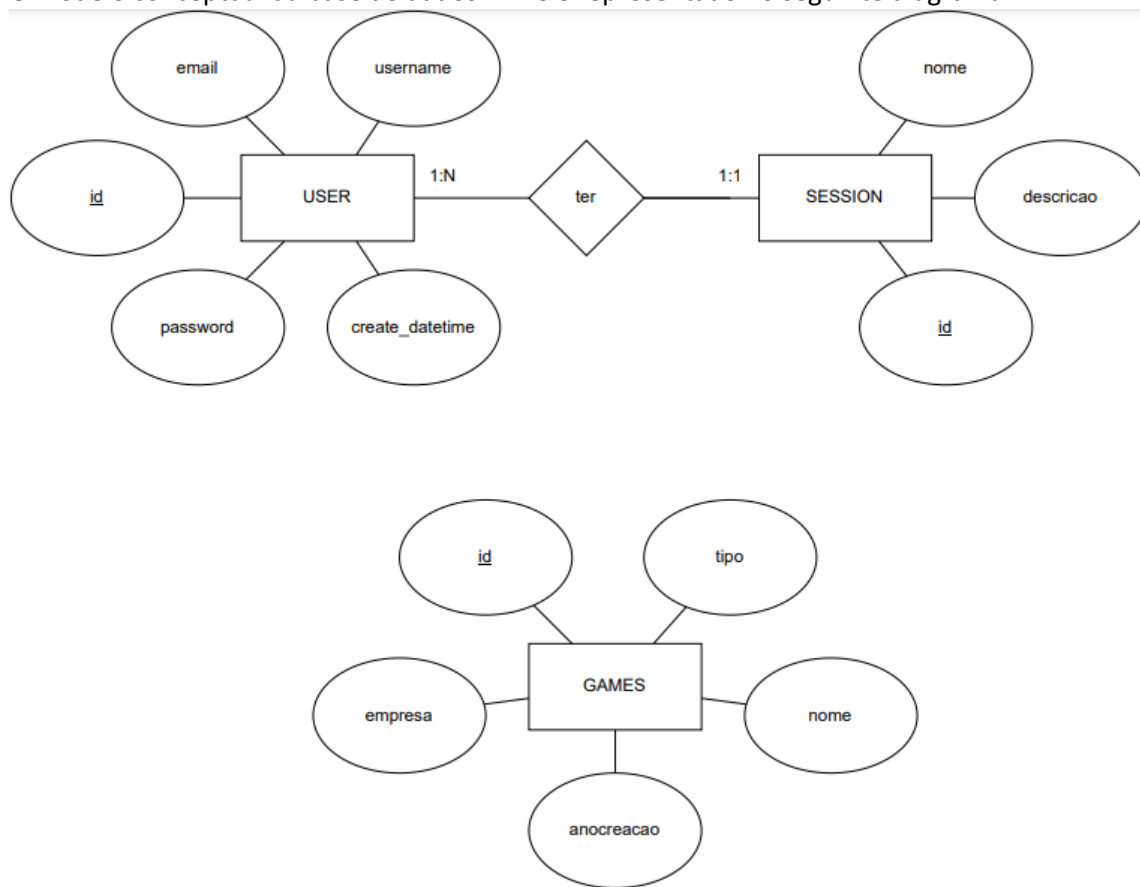 email
username
nome
id
1:N
1:1
USER
ter
SESSION
descricao
password
create_datetime
id
id
tipo
GAMES
empresa
nome
anocreacao